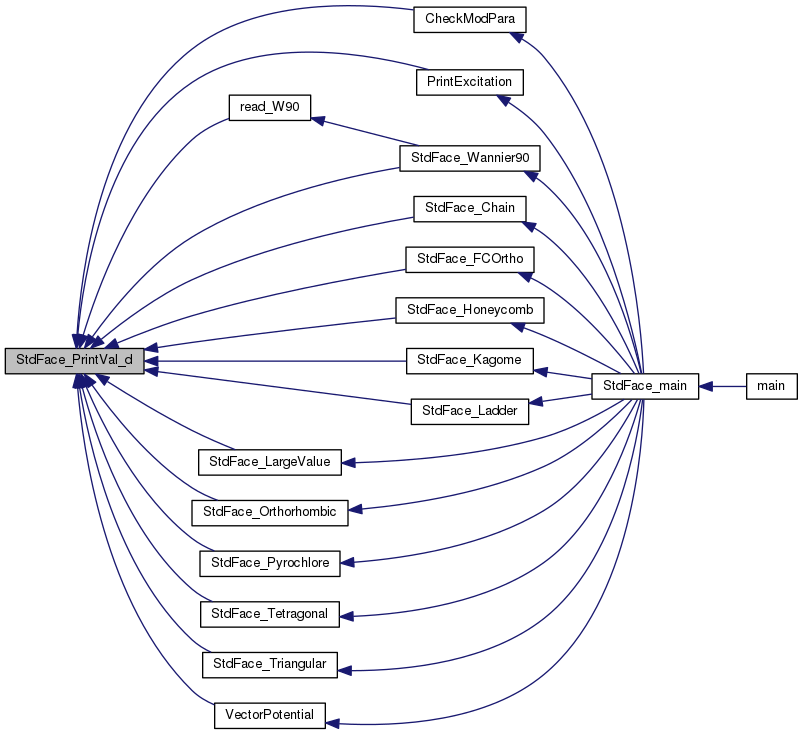 CheckModPara
PrintExcitation
read_W90
StdFace_Wannier90
StdFace_Chain
StdFace_FCOrtho
StdFace_Honeycomb
StdFace_PrintVal_d
StdFace_Kagome
StdFace_main
main
StdFace_Ladder
StdFace_LargeValue
StdFace_Orthorhombic
StdFace_Pyrochlore
StdFace_Tetragonal
StdFace_Triangular
VectorPotential